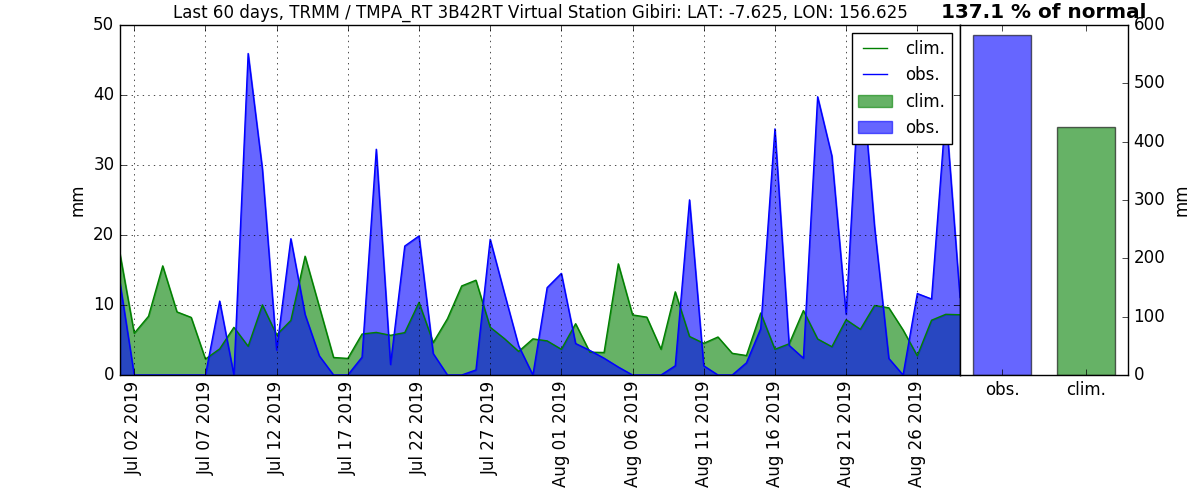 Last 60 days, TRMM / TMPA_RT 3B42RT Virtual Station Gibiri: LAT: -7.625, LON: 156.625
137.1 % of normal
50
40
30
20
10
0
mm
clim.
obs.
clim.
obs.
600
500
400
300
200
100
0
mm
obs.
clim.
Jul 02 2019
Jul 07 2019
Jul 12 2019
Jul 17 2019
Jul 22 2019
Jul 27 2019
Aug 01 2019
Aug 06 2019
Aug 11 2019
Aug 16 2019
Aug 21 2019
Aug 26 2019